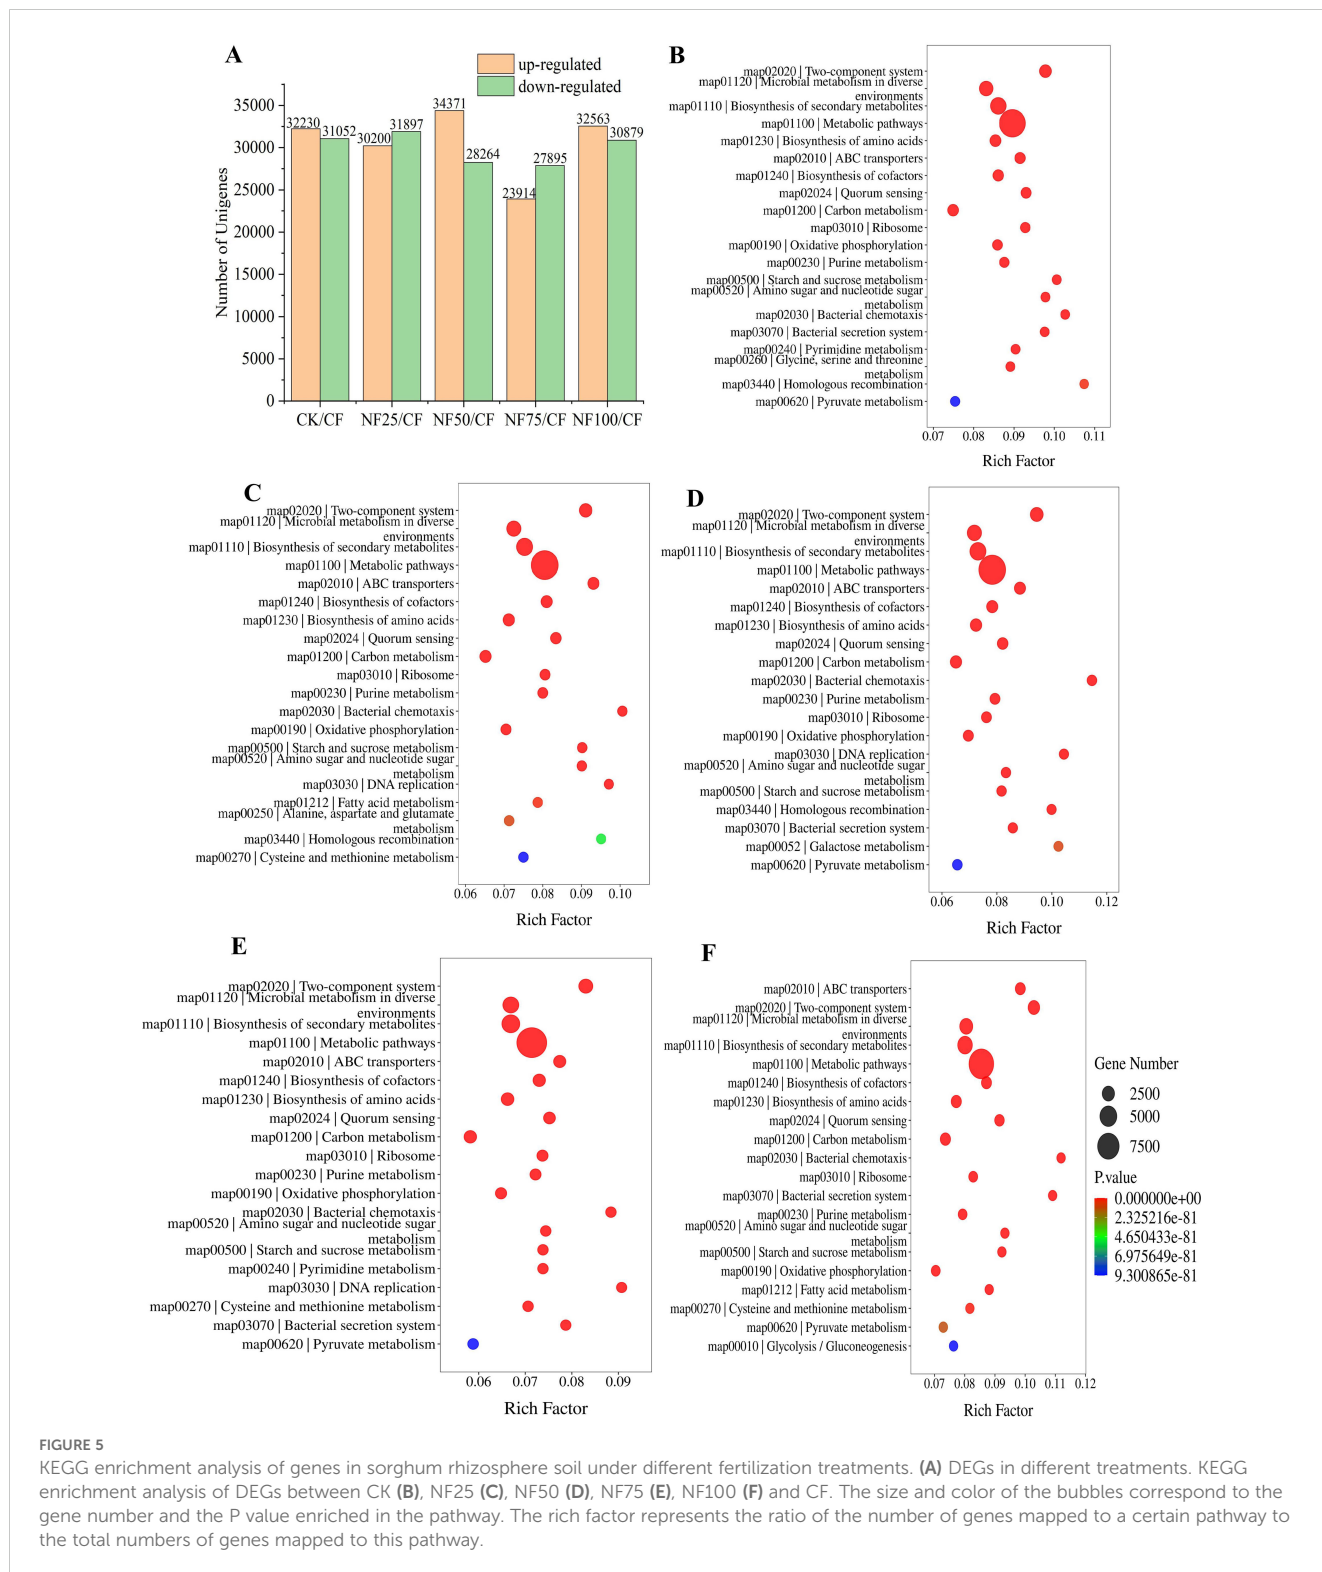 A
up-regulated
down-regulated
Number of Unigenes
35000
30000
25000
20000
15000
10000
5000
0
32230
31052
30200
31897
34371
28264
23914
27895
32563
30879
CK/CF NF25/CF NF50/CF NF75/CF NF100/CF
B
map02020 | Two-component system
map01120 | Microbial metabolism in diverse
environments
map01110 | Biosynthesis of secondary metabolites
map01100 | Metabolic pathways
map01230 | Biosynthesis of amino acids
map02010 | ABC transporters
map01240 | Biosynthesis of cofactors
map02024 | Quorum sensing
map01200 | Carbon metabolism
map03010 | Ribosome
map00190 | Oxidative phosphorylation
map00230 | Purine metabolism
map00500 | Starch and sucrose metabolism
map00520 | Amino sugar and nucleotide sugar
metabolism
map02030 | Bacterial chemotaxis
map03070 | Bacterial secretion system
map00240 | Pyrimidine metabolism
map00260 | Glycine, serine and threonine
metabolism
map03440 | Homologous recombination
map00620 | Pyruvate metabolism
0.07 0.08 0.09 0.10 0.11
Rich Factor
C
map02020 | Two-component system
map01120 | Microbial metabolism in diverse
environments
map01110 | Biosynthesis of secondary metabolites
map01100 | Metabolic pathways
map02010 | ABC transporters
map01240 | Biosynthesis of cofactors
map01230 | Biosynthesis of amino acids
map02024 | Quorum sensing
map01200 | Carbon metabolism
map03010 | Ribosome
map00230 | Purine metabolism
map02030 | Bacterial chemotaxis
map00190 | Oxidative phosphorylation
map00500 | Starch and sucrose metabolism
map00520 | Amino sugar and nucleotide sugar
metabolism
map03030 | DNA replication
map01212 | Fatty acid metabolism
map00250 | Alanine, aspartate and glutamate
metabolism
map03440 | Homologous recombination
map00270 | Cysteine and methionine metabolism
0.06 0.07 0.08 0.09 0.10
Rich Factor
D
map02020 | Two-component system
map01120 | Microbial metabolism in diverse
environments
map01110 | Biosynthesis of secondary metabolites
map01100 | Metabolic pathways
map02010 | ABC transporters
map01240 | Biosynthesis of cofactors
map01230 | Biosynthesis of amino acids
map02024 | Quorum sensing
map01200 | Carbon metabolism
map02030 | Bacterial chemotaxis
map00230 | Purine metabolism
map03010 | Ribosome
map00190 | Oxidative phosphorylation
map03030 | DNA replication
map00520 | Amino sugar and nucleotide sugar
metabolism
map00500 | Starch and sucrose metabolism
map03440 | Homologous recombination
map03070 | Bacterial secretion system
map00052 | Galactose metabolism
map00620 | Pyruvate metabolism
0.06 0.08 0.10 0.12
Rich Factor
E
map02020 | Two-component system
map01120 | Microbial metabolism in diverse
environments
map01110 | Biosynthesis of secondary metabolites
map01100 | Metabolic pathways
map02010 | ABC transporters
map01240 | Biosynthesis of cofactors
map01230 | Biosynthesis of amino acids
map02024 | Quorum sensing
map01200 | Carbon metabolism
map03010 | Ribosome
map00230 | Purine metabolism
map00190 | Oxidative phosphorylation
map02030 | Bacterial chemotaxis
map00520 | Amino sugar and nucleotide sugar
metabolism
map00500 | Starch and sucrose metabolism
map00240 | Pyrimidine metabolism
map03030 | DNA replication
map00270 | Cysteine and methionine metabolism
map03070 | Bacterial secretion system
map00620 | Pyruvate metabolism
0.06 0.07 0.08 0.09
Rich Factor
F
map02010 | ABC transporters
map02020 | Two-component system
map01120 | Microbial metabolism in diverse
environments
map01110 | Biosynthesis of secondary metabolites
map01100 | Metabolic pathways
map01240 | Biosynthesis of cofactors
map01230 | Biosynthesis of amino acids
map02024 | Quorum sensing
map01200 | Carbon metabolism
map02030 | Bacterial chemotaxis
map03010 | Ribosome
map03070 | Bacterial secretion system
map00230 | Purine metabolism
map00520 | Amino sugar and nucleotide sugar
metabolism
map00500 | Starch and sucrose metabolism
map00190 | Oxidative phosphorylation
map01212 | Fatty acid metabolism
map00270 | Cysteine and methionine metabolism
map00620 | Pyruvate metabolism
map00010 | Glycolysis / Gluconeogenesis
0.07 0.08 0.09 0.10 0.11 0.12
Rich Factor
Gene Number
2500
5000
7500
P.value
0.000000e+00
2.325216e-81
4.650433e-81
6.975649e-81
9.300865e-81
FIGURE 5
KEGG enrichment analysis of genes in sorghum rhizosphere soil under different fertilization treatments. (A) DEGs in different treatments. KEGG
enrichment analysis of DEGs between CK (B), NF25 (C), NF50 (D), NF75 (E), NF100 (F) and CF. The size and color of the bubbles correspond to the
gene number and the P value enriched in the pathway. The rich factor represents the ratio of the number of genes mapped to a certain pathway to
the total numbers of genes mapped to this pathway.